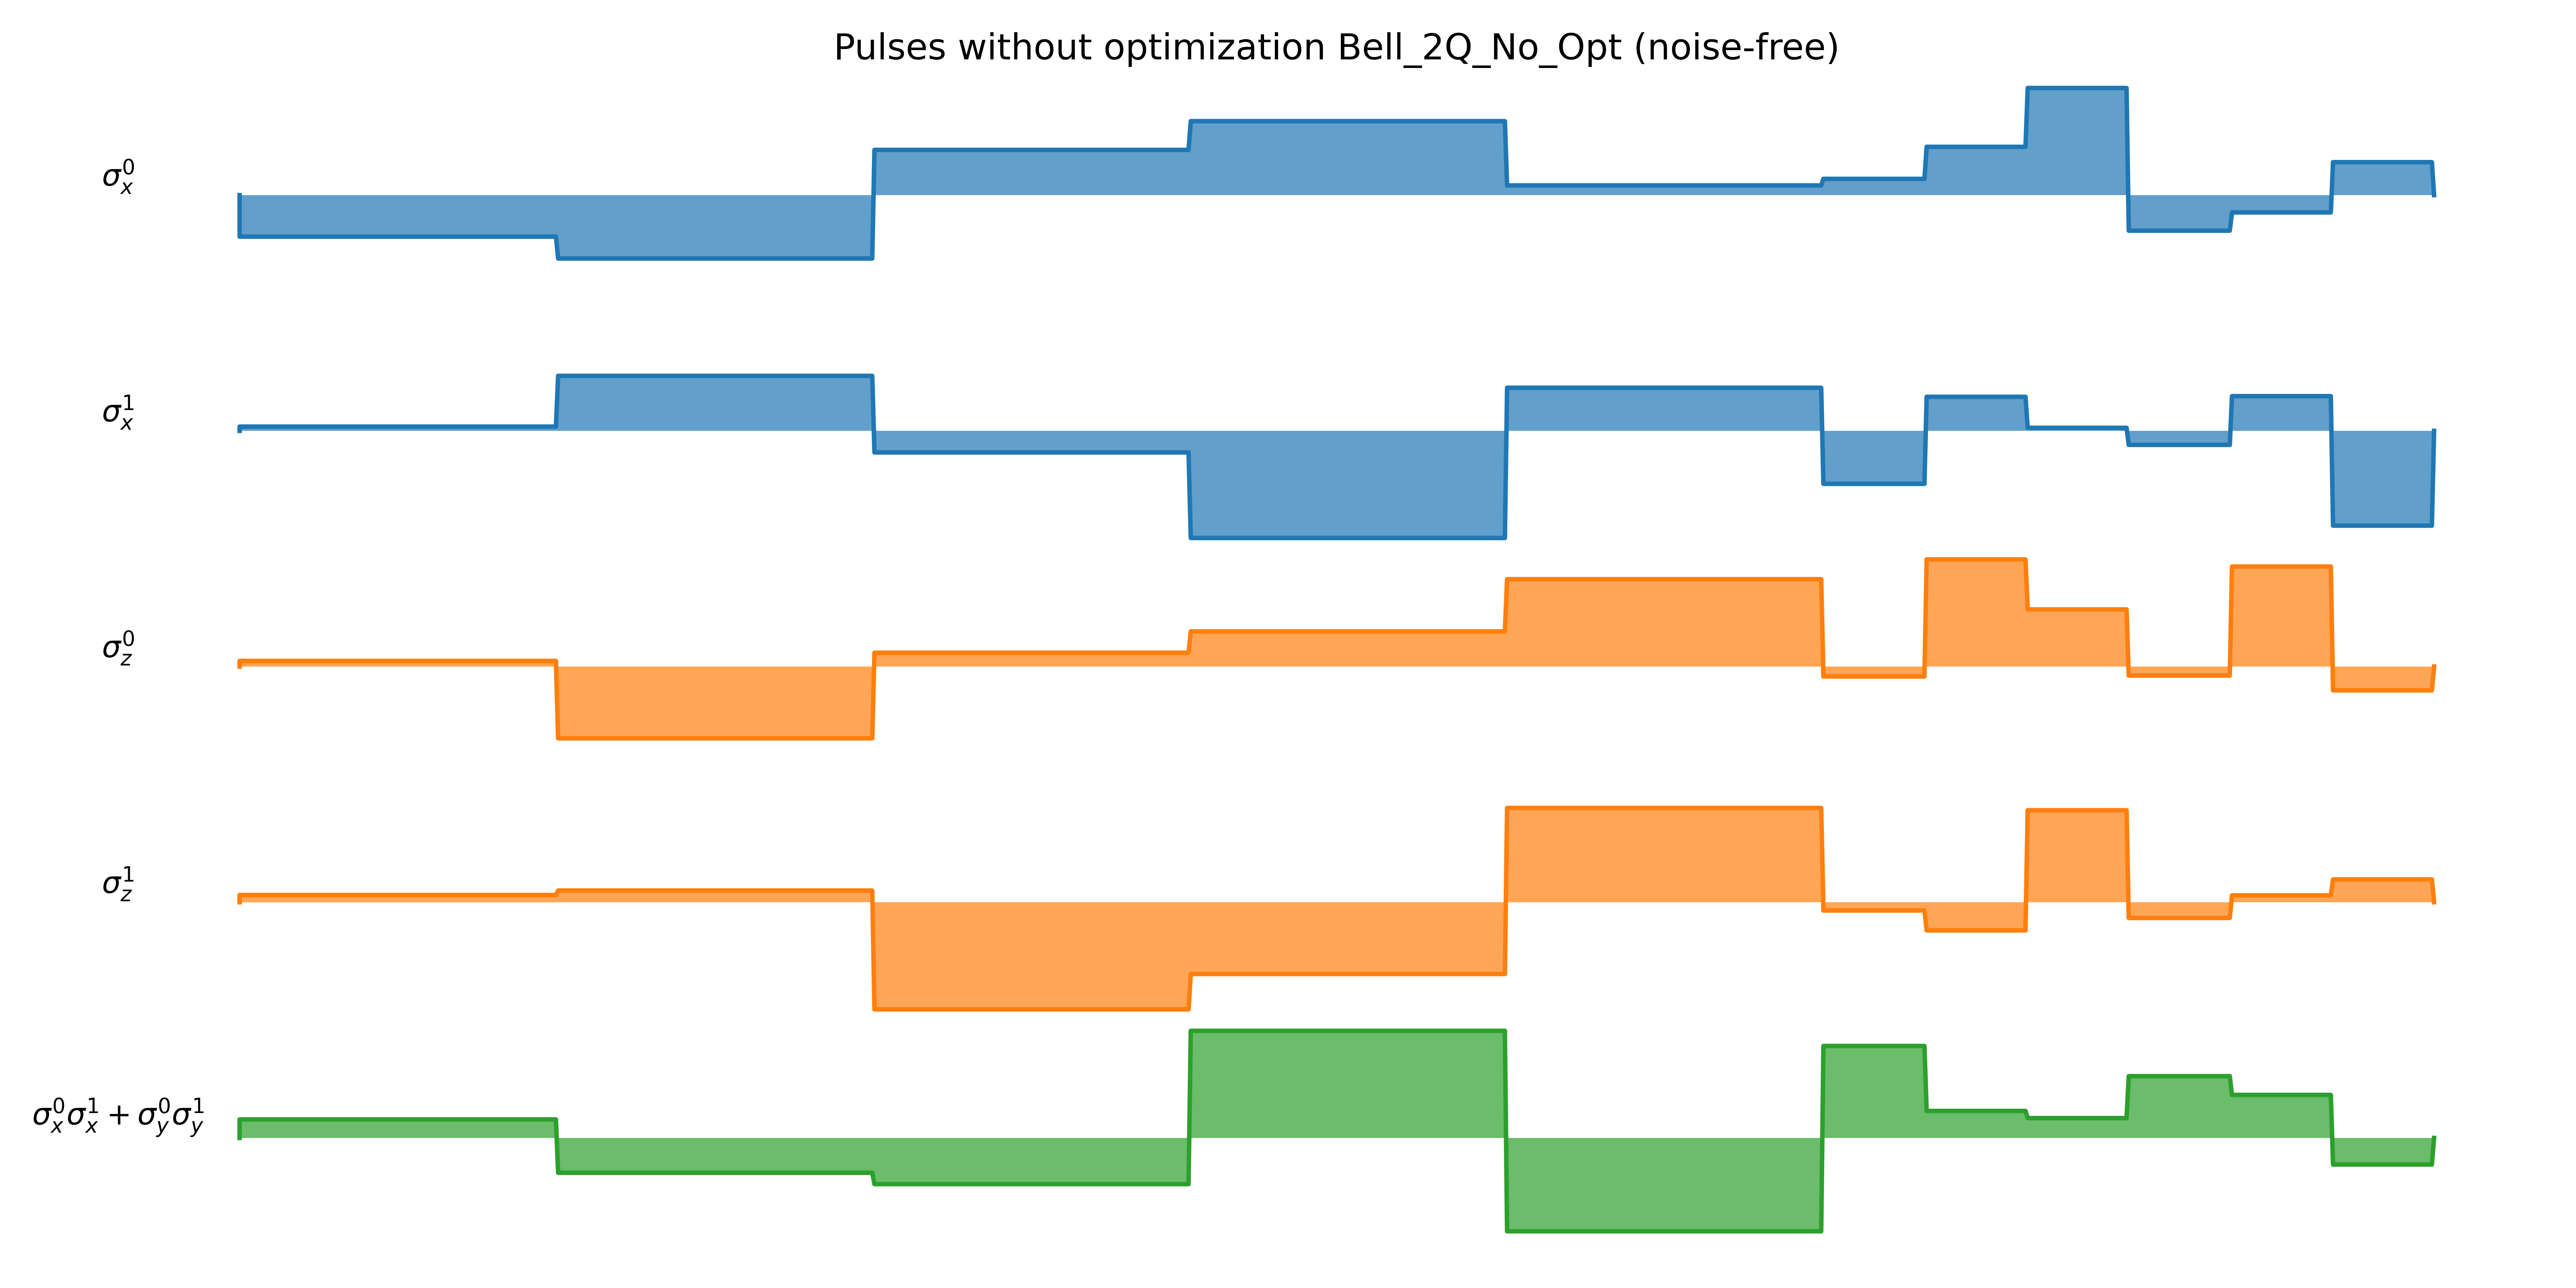 Pulses without optimization Bell_2Q_No_Opt (noise-free)
σ_x^0
σ_x^1
σ_z^0
σ_z^1
σ_x^0σ_x^1 + σ_y^0σ_y^1